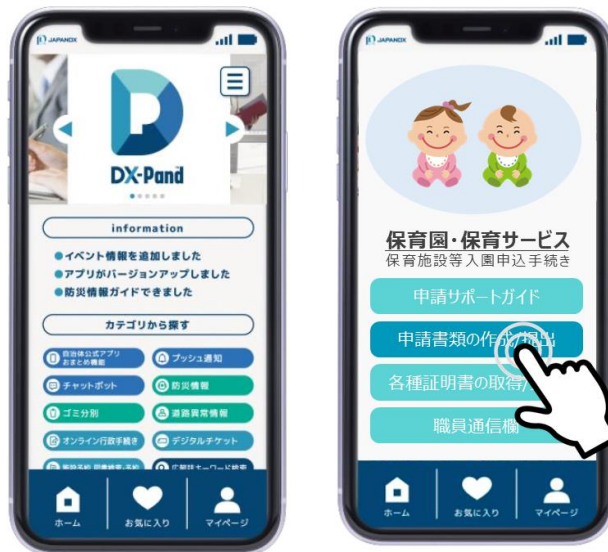 JAPANDX
DX-Pand
information
イベント情報を追加しました
アプリがバージョンアップしました
防災情報ガイドできました
カテゴリから探す
自治体公式アプリ
おまとめ機能
プッシュ通知
チャットボット
防災情報
ゴミ分別
道路異常情報
オンライン行政手続き
デジタルチケット
ホーム
お気に入り
マイページ
JAPANDX
保育園・保育サービス
保育施設等入園申込手続き
申請サポートガイド
申請書類の作成/提出
各種証明書の取得/
職員通信欄
ホーム
お気に入り
マイページ